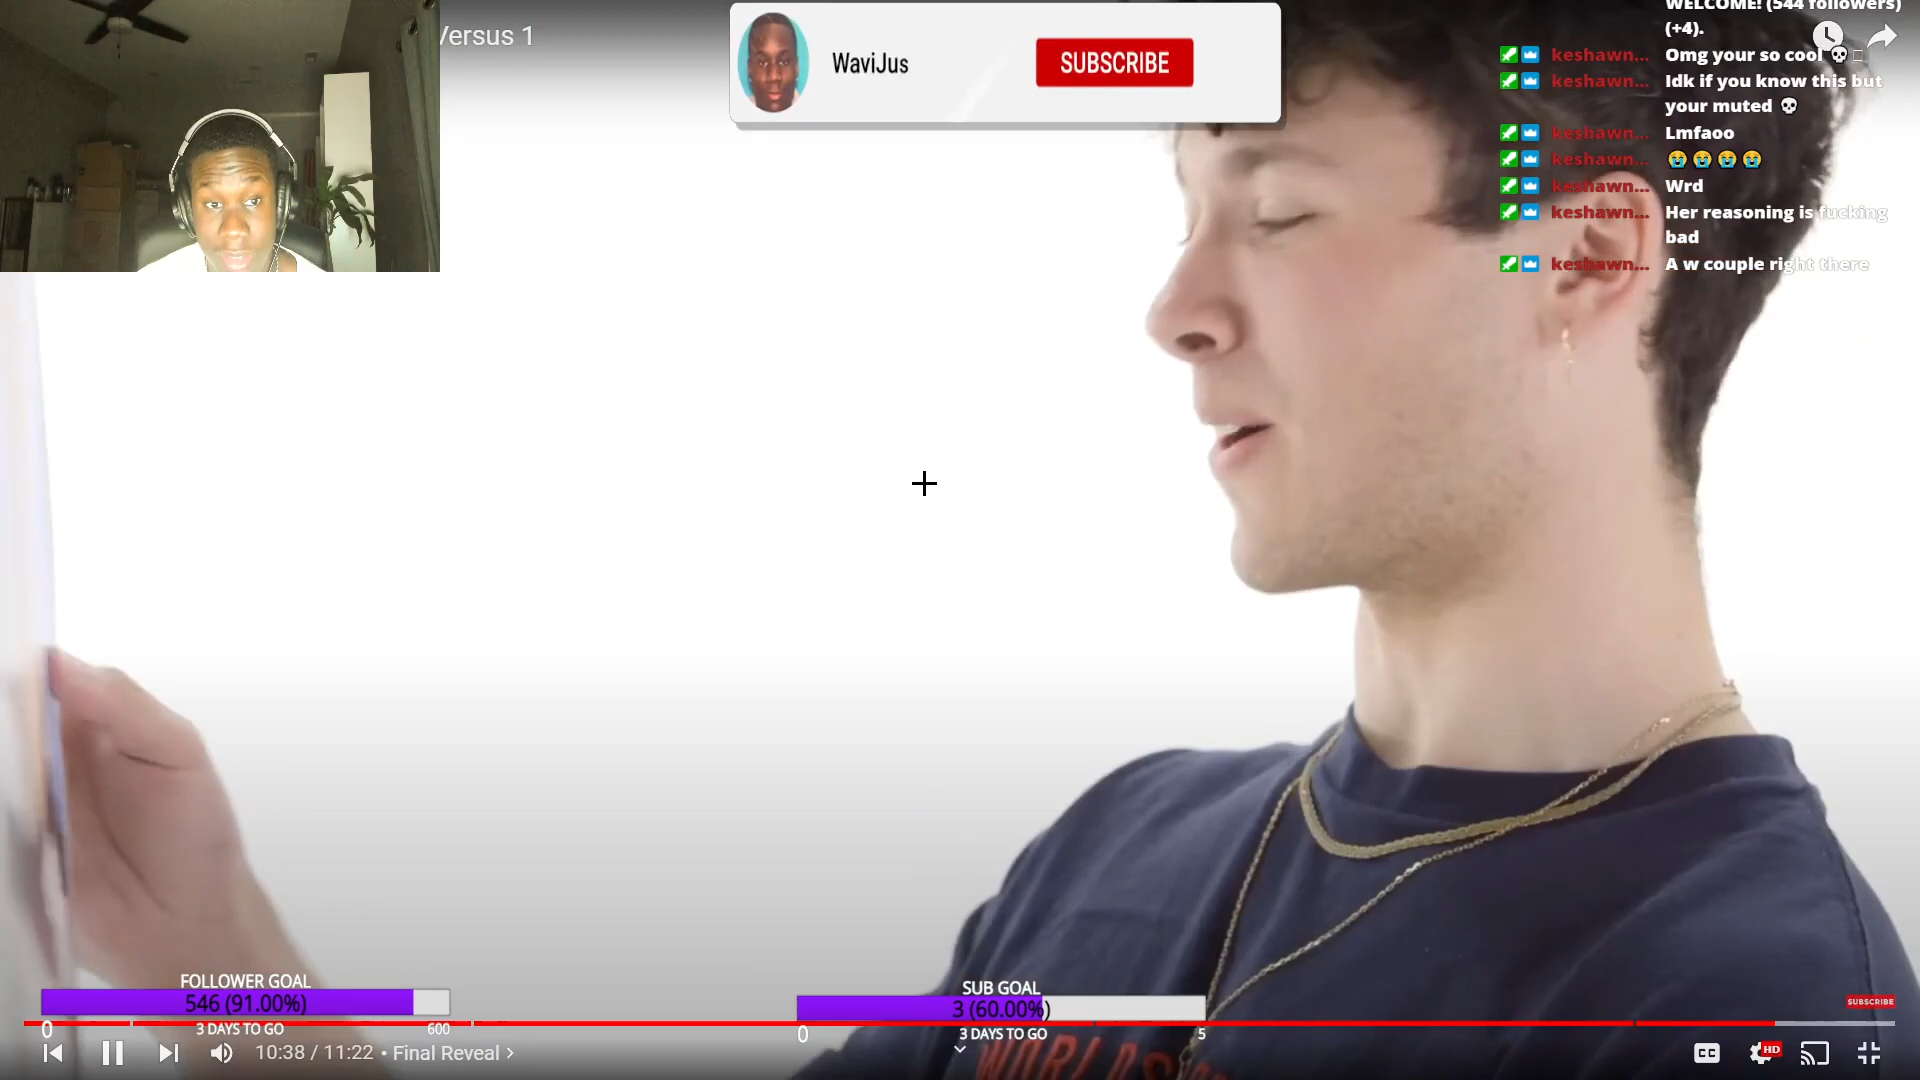 Versus 1
WaviJus
SUBSCRIBE
WELCOME! (544 followers)
(+4).
keshawn... Omg your so cool 💀
keshawn... Idk if you know this but
your muted 💀
keshawn... Lmfaoo
keshawn... 😭😭😭😭
keshawn... Wrd
keshawn... Her reasoning is fucking
bad
keshawn... A w couple right there
FOLLOWER GOAL
546 (91.00%)
0 3 DAYS TO GO 600
SUB GOAL
3 (60.00%)
0 3 DAYS TO GO 5
SUBSCRIBE
10:38 / 11:22 • Final Reveal >
CC
HD